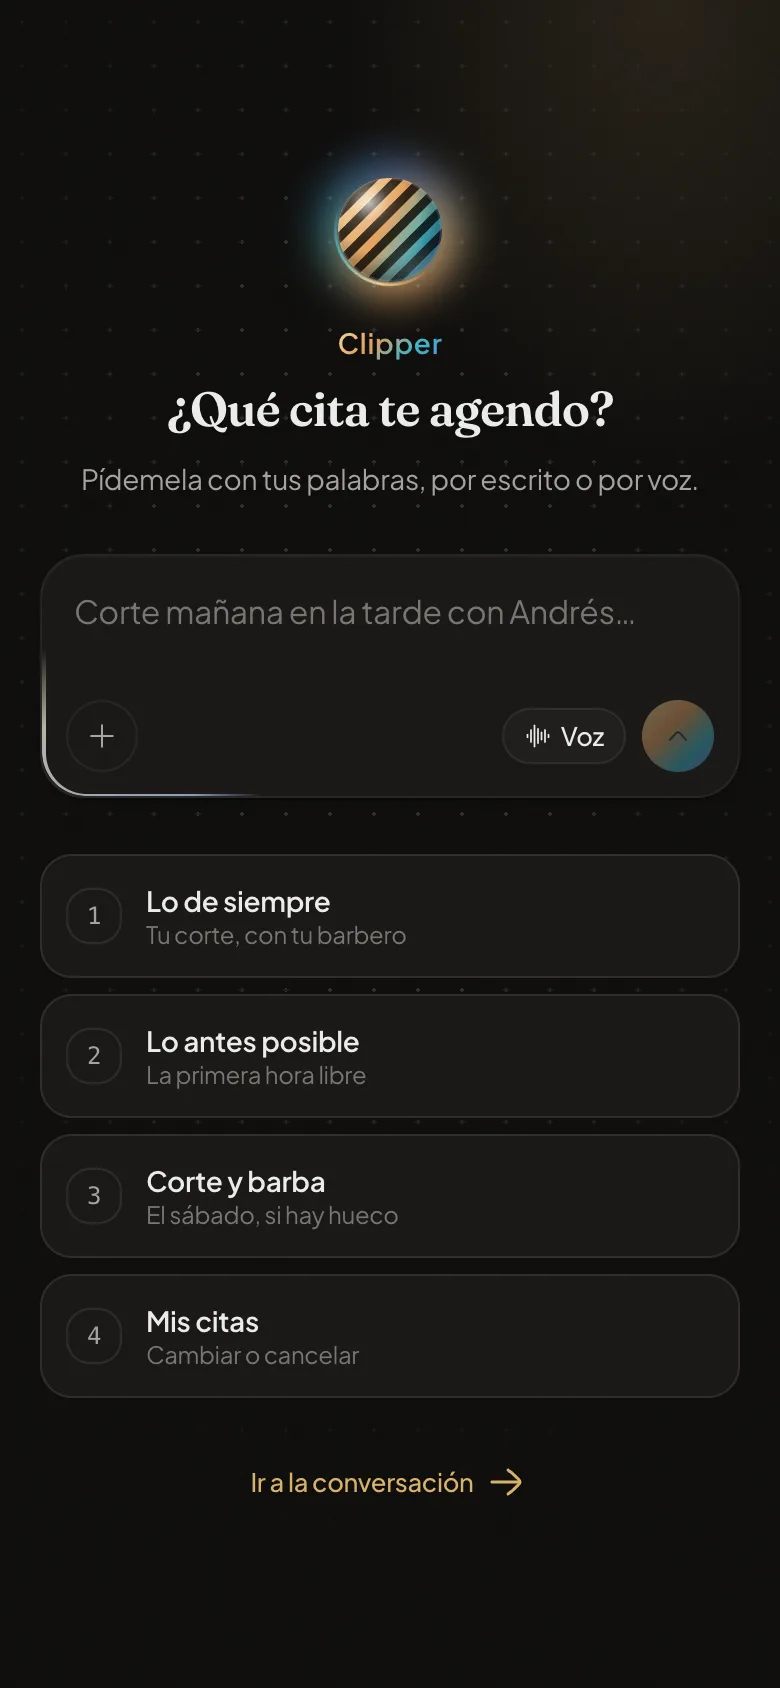 Clipper
¿Qué cita te agendo?
Pídemela con tus palabras, por escrito o por voz.
Corte mañana en la tarde con Andrés…
Voz
1
Lo de siempre
Tu corte, con tu barbero
2
Lo antes posible
La primera hora libre
3
Corte y barba
El sábado, si hay hueco
4
Mis citas
Cambiar o cancelar
Ir a la conversación